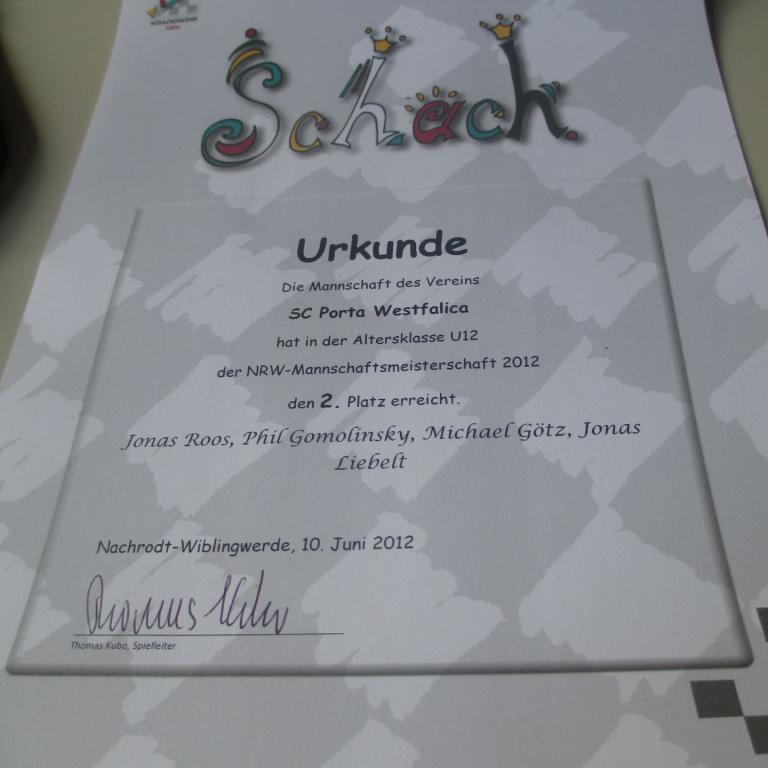 Schach
Urkunde
Die Mannschaft des Vereins
SC Porta Westfalica
hat in der Altersklasse U12
der NRW-Mannschaftsmeisterschaft 2012
den 2. Platz erreicht.
Jonas Roos, Phil Gomolinsky, Michael Götz, Jonas
Liebelt
Nachrodt-Wiblingwerde, 10. Juni 2012
Thomas Kubo, Spielleiter